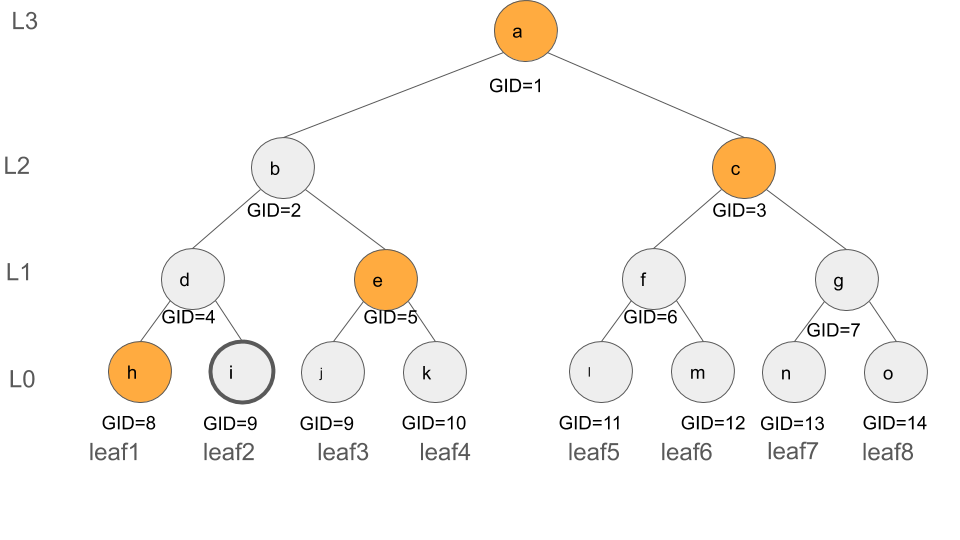 L3
a
GID=1
L2
b
c
GID=2
GID=3
L1
d
e
f
g
GID=4
GID=5
GID=6
GID=7
L0
h
i
j
k
l
m
n
o
GID=8
GID=9
GID=9
GID=10
GID=11
GID=12
GID=13
GID=14
leaf1
leaf2
leaf3
leaf4
leaf5
leaf6
leaf7
leaf8